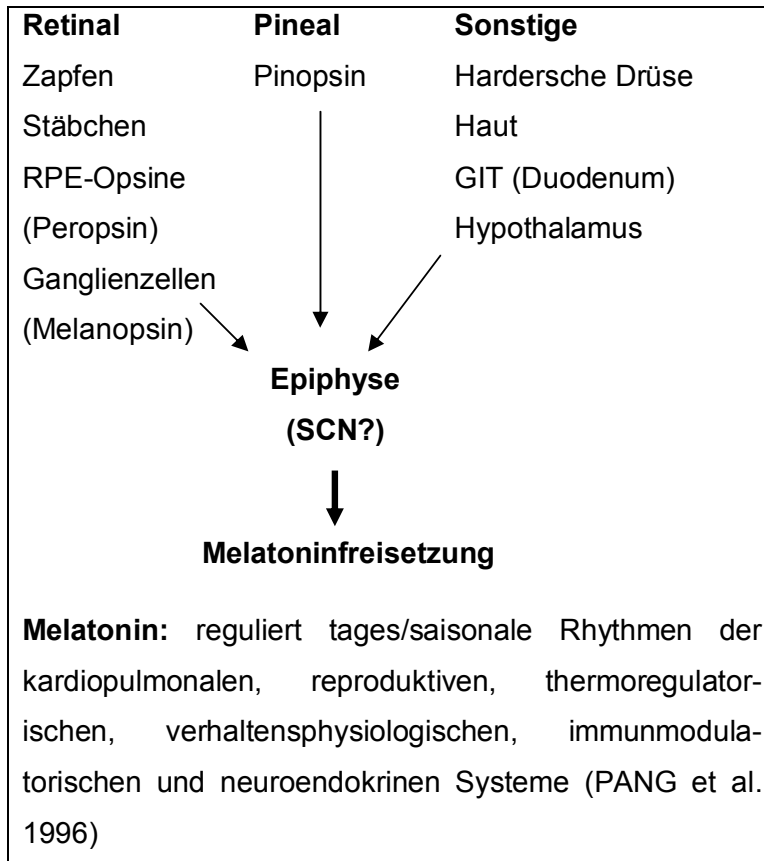 Retinal Pineal Sonstige
Zapfen Pinopsin Hardersche Drüse
Stäbchen Haut
RPE-Opsine GIT (Duodenum)
(Peropsin) Hypothalamus
Ganglienzellen
(Melanopsin)
Epiphyse
(SCN?)
Melatoninfreisetzung
Melatonin: reguliert tages/saisonale Rhythmen der
kardiopulmonalen, reproduktiven, thermoregulator-
ischen, verhaltensphysiologischen, immunmodula-
torischen und neuroendokrinen Systeme (PANG et al.
1996)